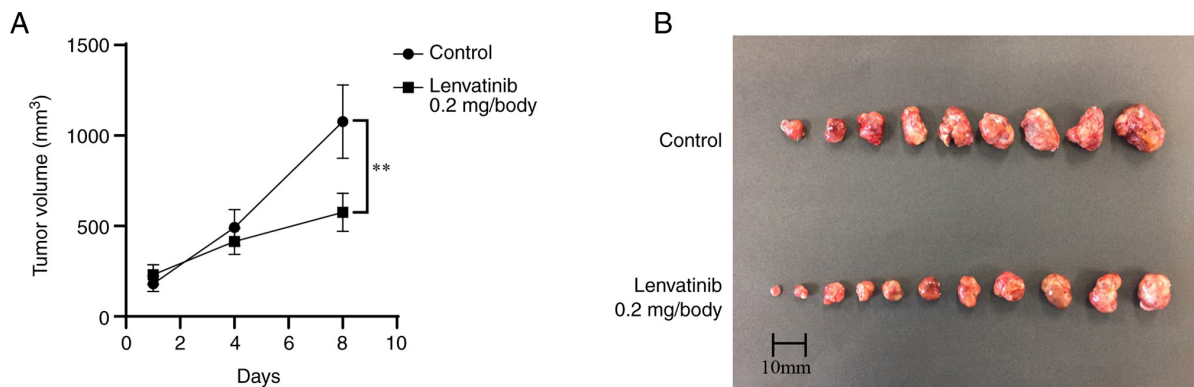 A
1500
1000
500
0
Tumor volume (mm³)
0 2 4 6 8 10
Days
Control
Lenvatinib
0.2 mg/body
**
B
Control
Lenvatinib
0.2 mg/body
10mm